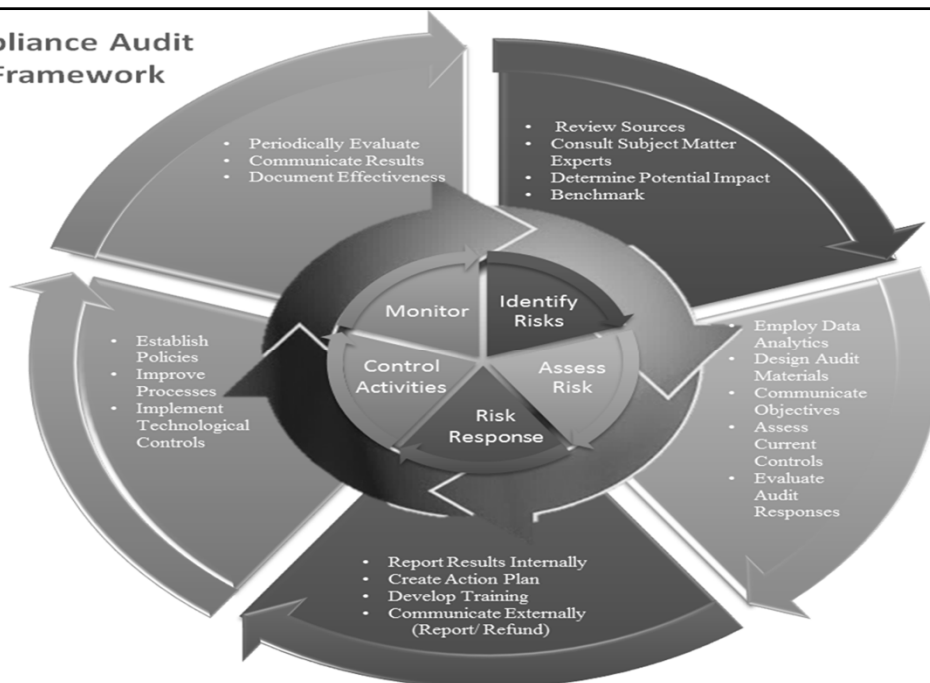 pliance Audit
Framework
• Periodically Evaluate
• Communicate Results
• Document Effectiveness
• Review Sources
• Consult Subject Matter
Experts
• Determine Potential Impact
• Benchmark
Monitor
Identify
Risks
Control
Activities
Assess
Risk
Risk
Response
• Establish
Policies
• Improve
Processes
• Implement
Technological
Controls
• Employ Data
Analytics
• Design Audit
Materials
• Communicate
Objectives
• Assess
Current
Controls
• Evaluate
Audit
Responses
• Report Results Internally
• Create Action Plan
• Develop Training
• Communicate Externally
(Report/ Refund)